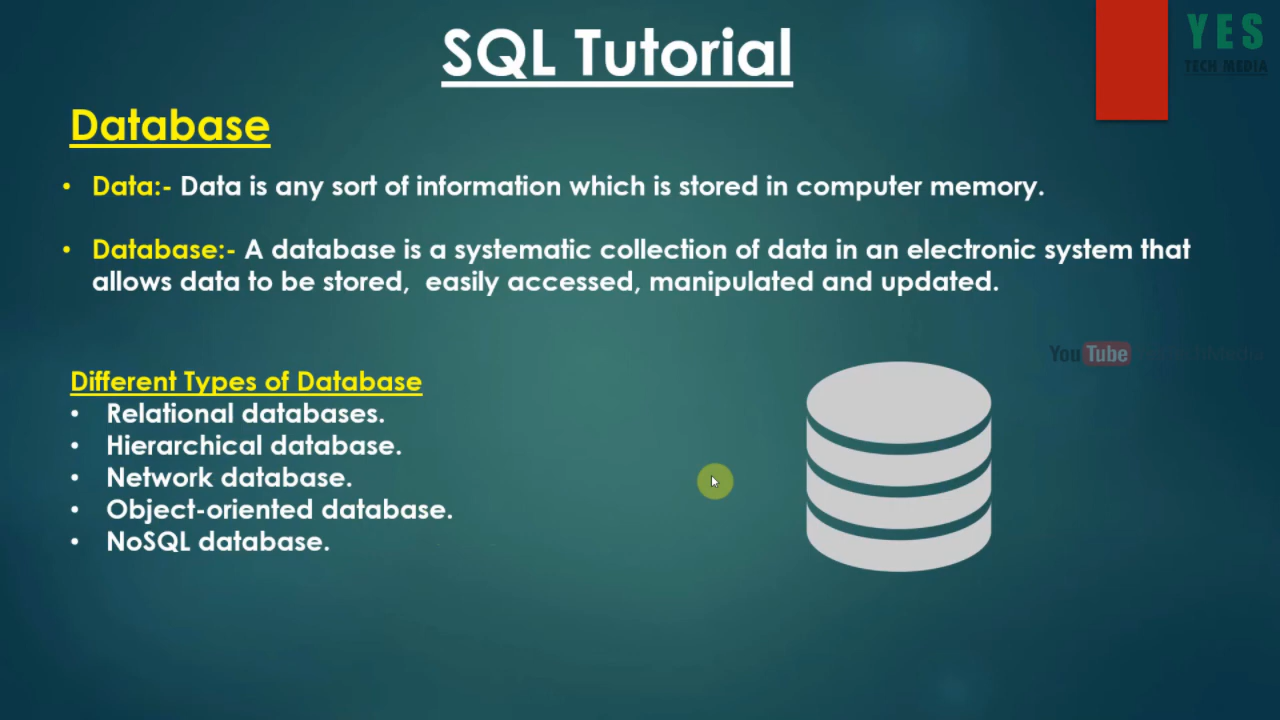 SQL Tutorial
YES
TECH MEDIA
Database
• Data:- Data is any sort of information which is stored in computer memory.
• Database:- A database is a systematic collection of data in an electronic system that
allows data to be stored, easily accessed, manipulated and updated.
YouTube
Different Types of Database
• Relational databases.
• Hierarchical database.
• Network database.
• Object-oriented database.
• NoSQL database.